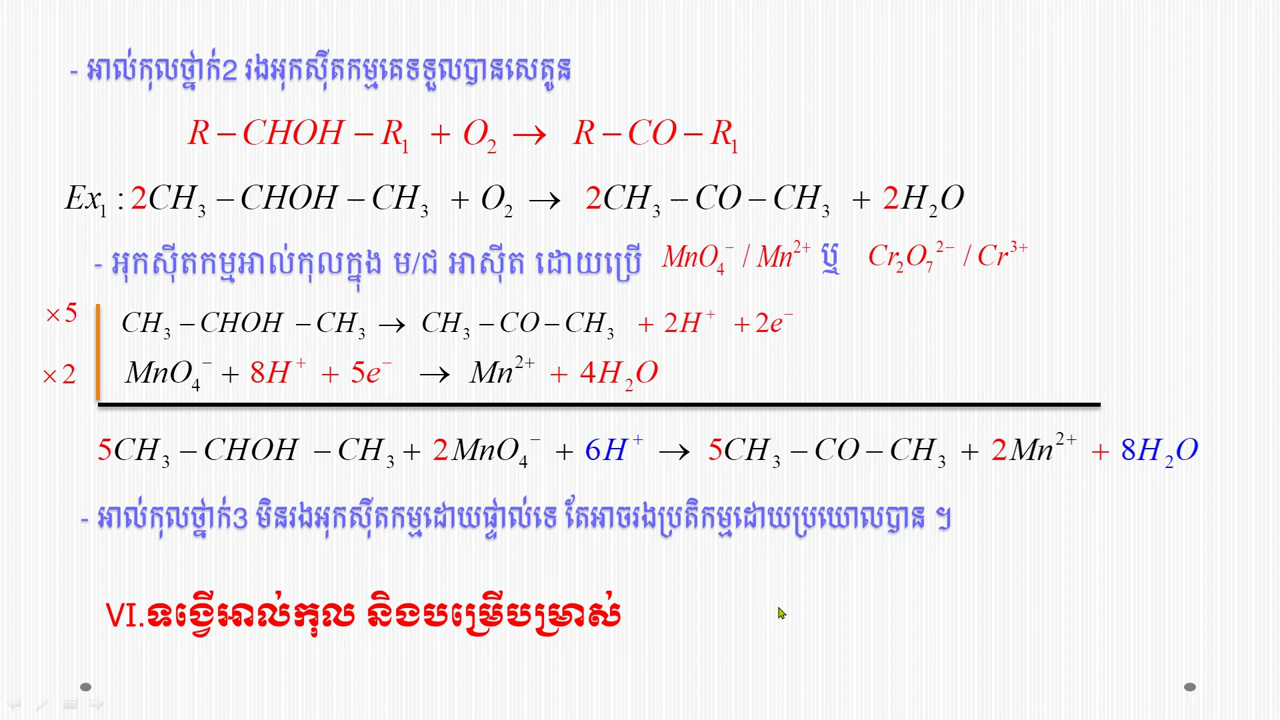 - អាល់កុលថ្នាក់2 រងអុកស៊ីតកម្មគេទទួលបានសេតូន
R − CHOH − R₁ + O₂ → R − CO − R₁
Ex₁ : 2CH₃ − CHOH − CH₃ + O₂ → 2CH₃ − CO − CH₃ + 2H₂O
- អុកស៊ីតកម្មអាល់កុលក្នុង ម/ជ អាស៊ីត ដោយប្រើ MnO₄⁻ / Mn²⁺ ឬ Cr₂O₇²⁻ / Cr³⁺
×5 CH₃ − CHOH − CH₃ → CH₃ − CO − CH₃ + 2H⁺ + 2e⁻
×2 MnO₄⁻ + 8H⁺ + 5e⁻ → Mn²⁺ + 4H₂O
5CH₃ − CHOH − CH₃ + 2MnO₄⁻ + 6H⁺ → 5CH₃ − CO − CH₃ + 2Mn²⁺ + 8H₂O
- អាល់កុលថ្នាក់3 មិនរងអុកស៊ីតកម្មដោយផ្ទាល់ទេ តែអាចរងប្រតិកម្មដោយប្រយោលបាន ។
VI.ទង្វើអាល់កុល និងបម្រើបម្រាស់